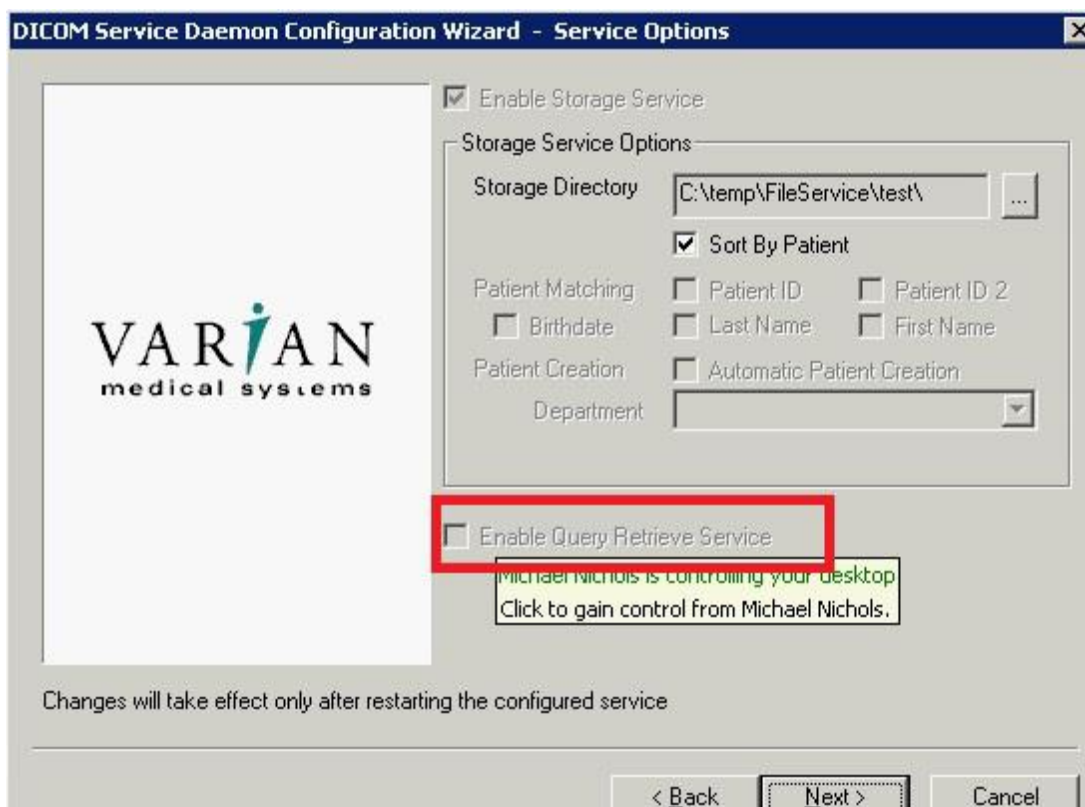 DICOM Service Daemon Configuration Wizard - Service Options
Enable Storage Service
Storage Service Options
Storage Directory C:\temp\FileService\test\ ...
Sort By Patient
Patient Matching Patient ID Patient ID 2
Birthdate Last Name First Name
Patient Creation Automatic Patient Creation
Department
VARIAN
medical systems
Enable Query Retrieve Service
Michael Nichols is controlling your desktop
Click to gain control from Michael Nichols.
Changes will take effect only after restarting the configured service
< Back Next > Cancel